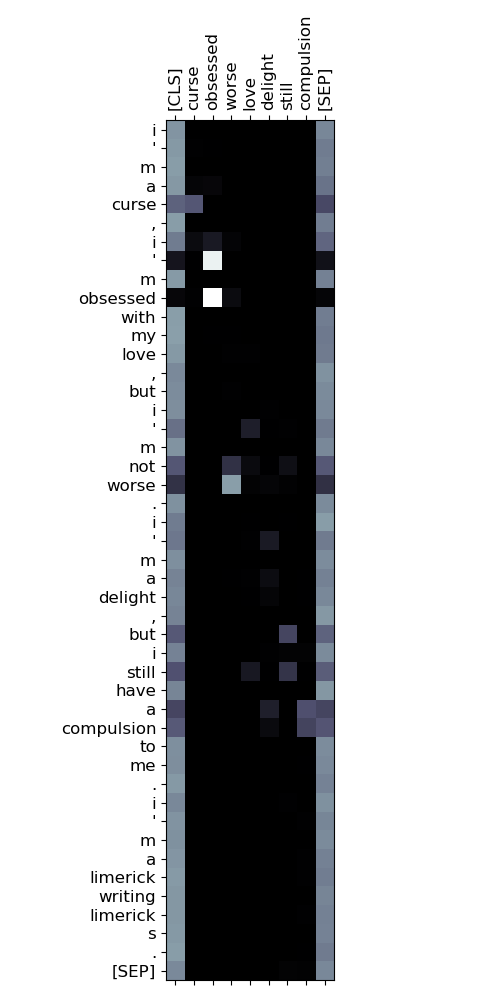 [CLS]
curse
obsessed
worse
love
delight
still
compulsion
[SEP]
i
'
m
a
curse
,
i
'
m
obsessed
with
my
love
,
but
i
'
m
not
worse
.
i
'
m
a
delight
,
but
i
still
have
a
compulsion
to
me
.
i
'
m
a
limerick
writing
limerick
s
.
[SEP]